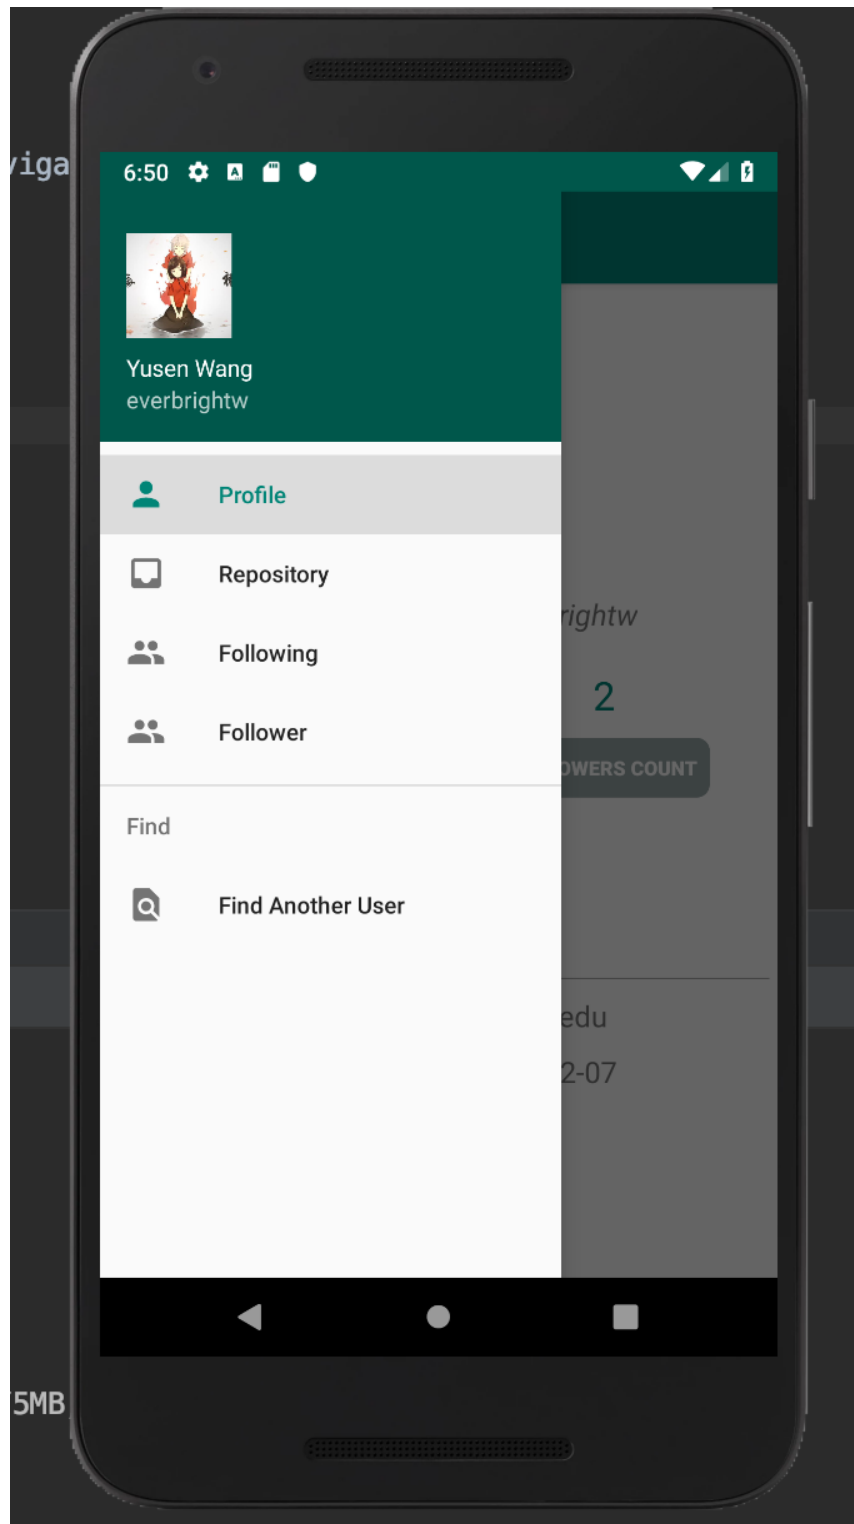 viga
6:50
Yusen Wang
everbrightw
Profile
Repository
Following
Follower
Find
Find Another User
rightw
2
OWERS COUNT
edu
2-07
5MB